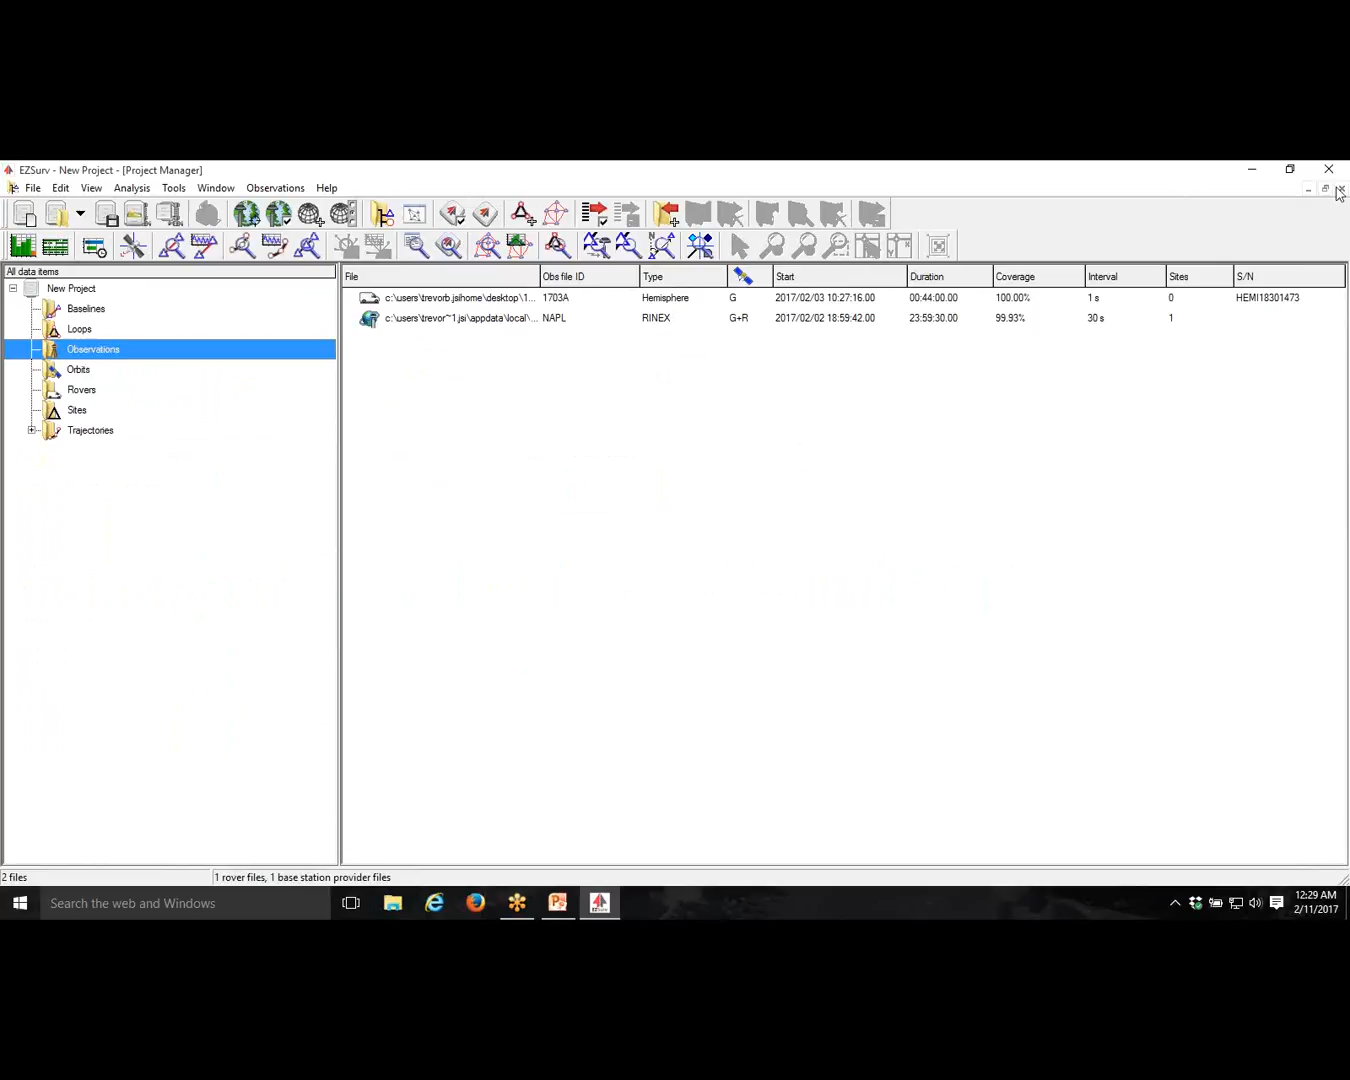 EZSurv - New Project - [Project Manager]
File Edit View Analysis Tools Window Observations Help
All data items
New Project
Baselines
Loops
Observations
Orbits
Rovers
Sites
Trajectories
File Obs file ID Type Start Duration Coverage Interval Sites S/N
c:\users\trevorb.jsihome\desktop\1... 1703A Hemisphere G 2017/02/03 10:27:16.00 00:44:00.00 100.00% 1 s 0 HEMI18301473
c:\users\trevor~1.jsi\appdata\local\... NAPL RINEX G+R 2017/02/02 18:59:42.00 23:59:30.00 99.93% 30 s 1
2 files 1 rover files, 1 base station provider files
Search the web and Windows
12:29 AM
2/11/2017